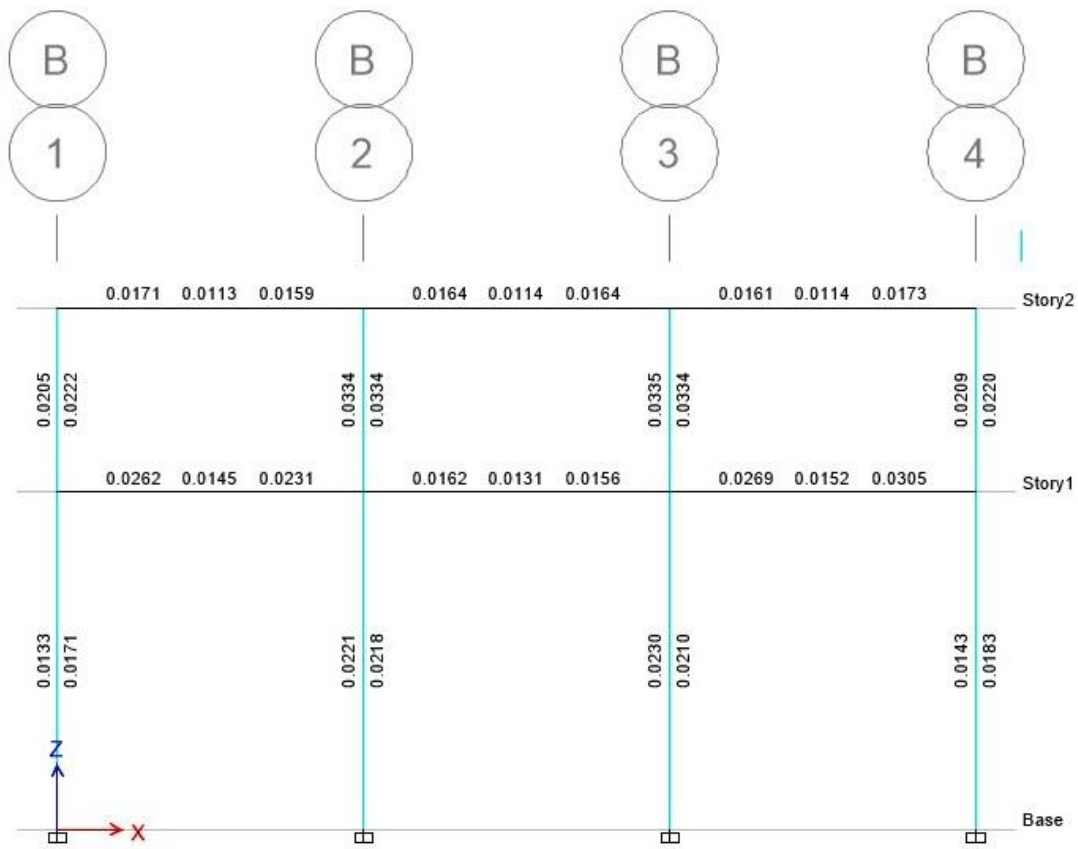 B B B B
1 2 3 4
0.0171 0.0113 0.0159 0.0164 0.0114 0.0164 0.0161 0.0114 0.0173
Story2
0.0205 0.0222 0.0334 0.0334 0.0335 0.0334 0.0209 0.0220
0.0262 0.0145 0.0231 0.0162 0.0131 0.0156 0.0269 0.0152 0.0305
Story1
0.0133 0.0171 0.0221 0.0218 0.0230 0.0210 0.0143 0.0183
Z
X
Base